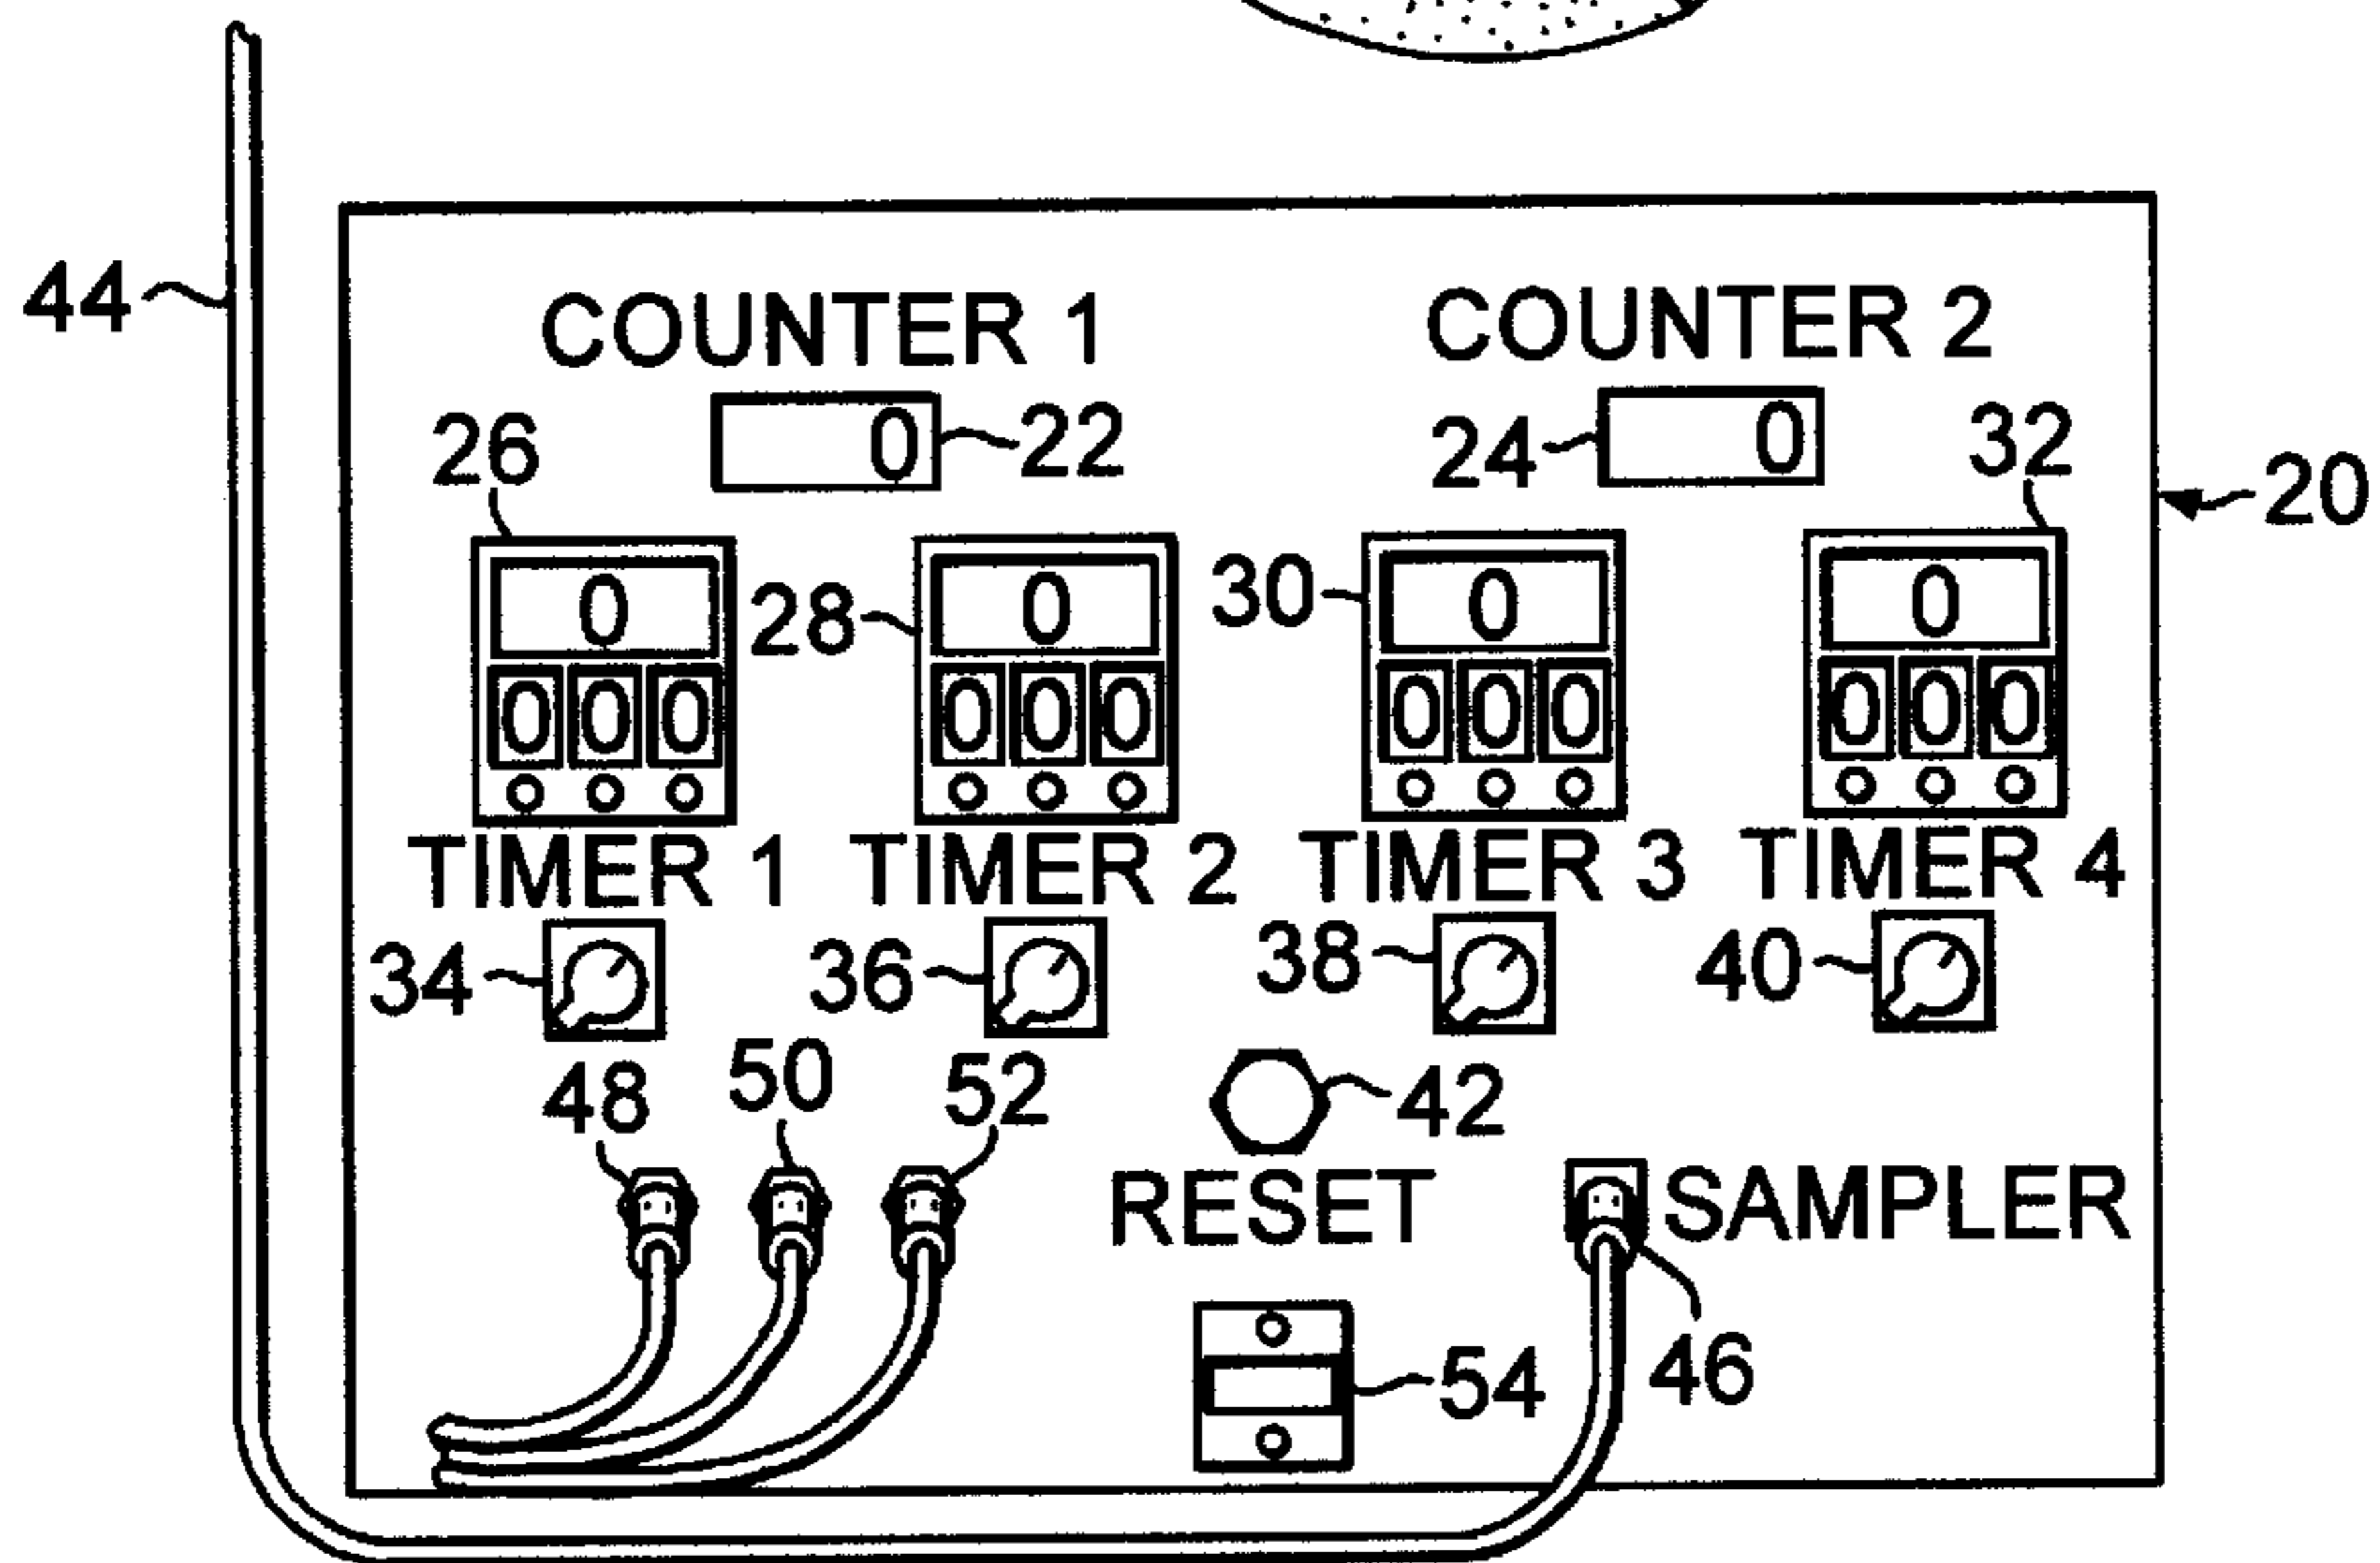 44
COUNTER 1 COUNTER 2
26 0 22 24 0 32
20
0 28 0 30 0 0
000 000 000 000
TIMER 1 TIMER 2 TIMER 3 TIMER 4
34 36 38 40
48 50 52 42
RESET SAMPLER
54 46